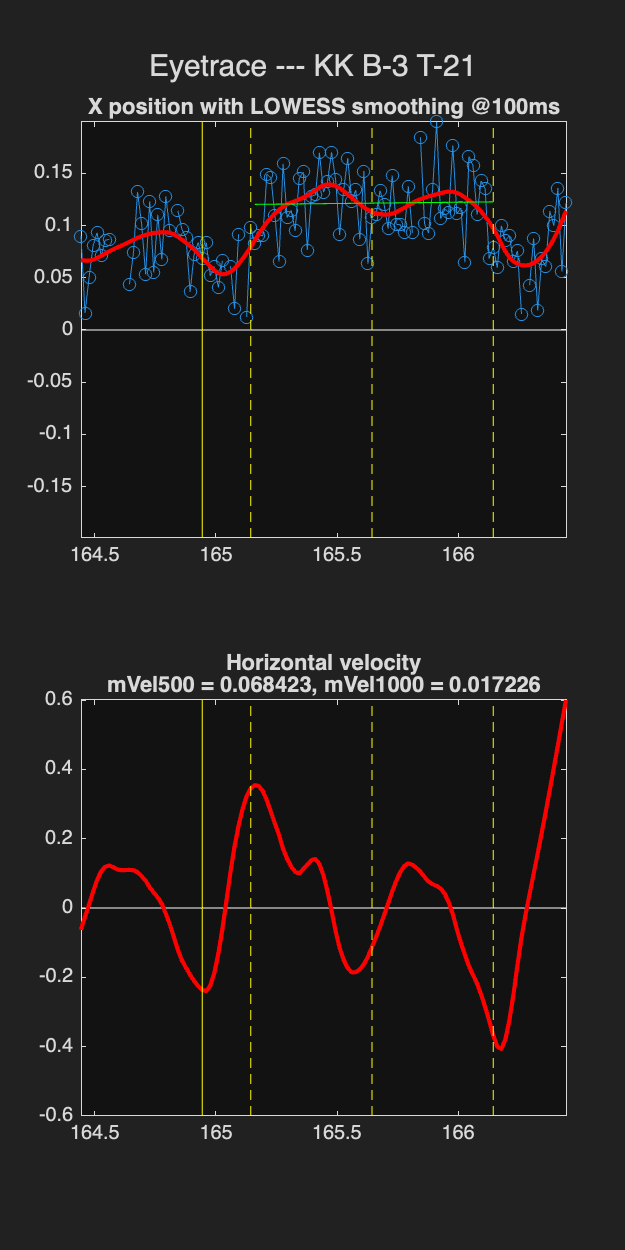 Eyetrace --- KK B-3 T-21
X position with LOWESS smoothing @100ms
0.15
0.1
0.05
0
-0.05
-0.1
-0.15
164.5 165 165.5 166
Horizontal velocity
mVel500 = 0.068423, mVel1000 = 0.017226
0.6
0.4
0.2
0
-0.2
-0.4
-0.6
164.5 165 165.5 166